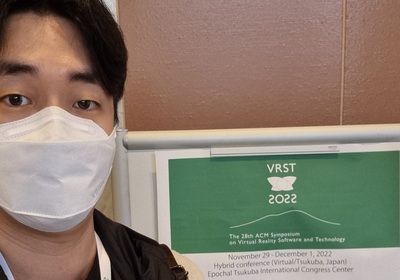 VRST
2022
The 28th ACM Symposium
on Virtual Reality Software and Technology
November 29 - December 1, 2022
Hybrid conference (Virtual/Tsukuba, Japan)
Epochal Tsukuba International Congress Center